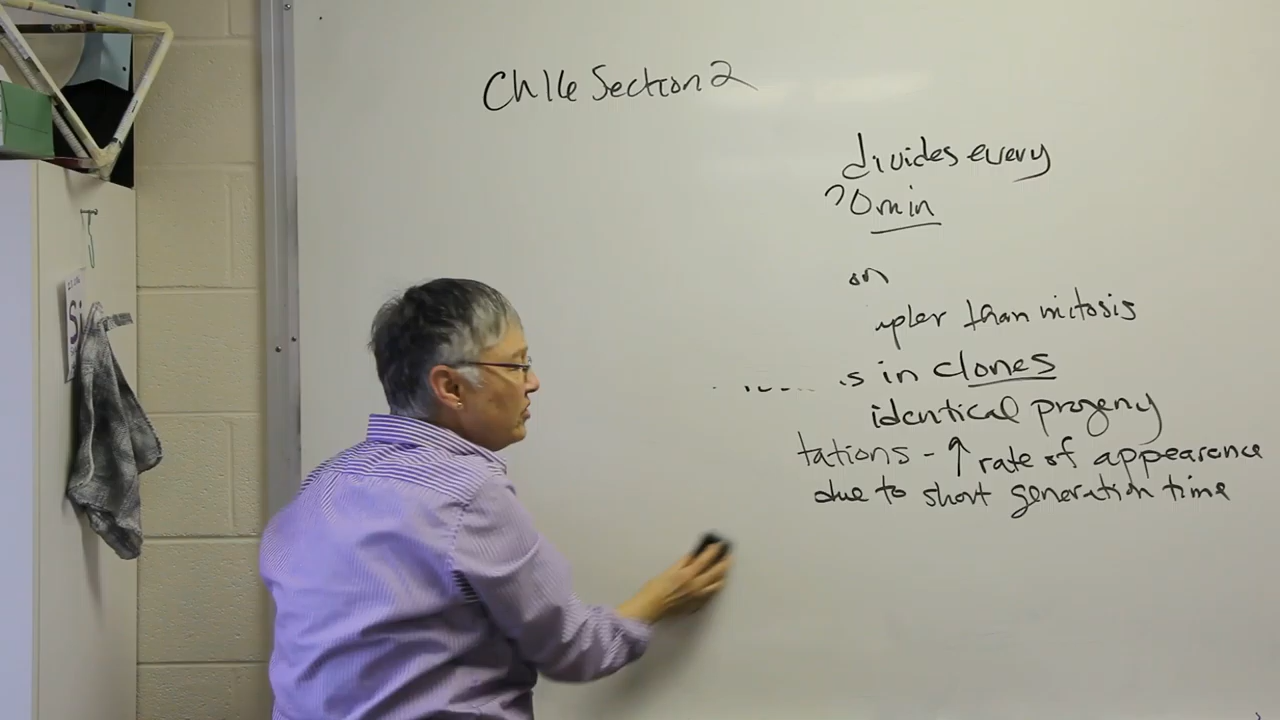 Ch 16 Section 2
divides every
20 min
on
mpler than mitosis
s in clones
identical progeny
tations - ↑ rate of appearence
due to short generation time
Si